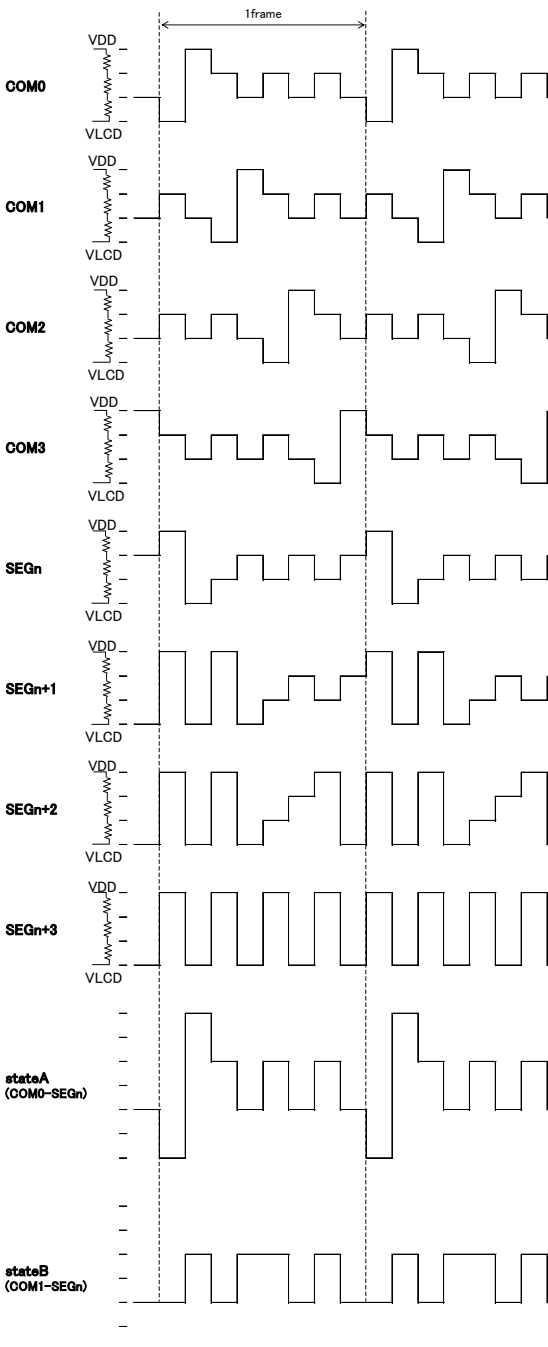 1frame
VDD
COM0
VLCD
VDD
COM1
VLCD
VDD
COM2
VLCD
VDD
COM3
VLCD
VDD
SEGn
VLCD
VDD
SEGn+1
VLCD
VDD
SEGn+2
VLCD
VDD
SEGn+3
VLCD
stateA
(COM0-SEGn)
stateB
(COM1-SEGn)